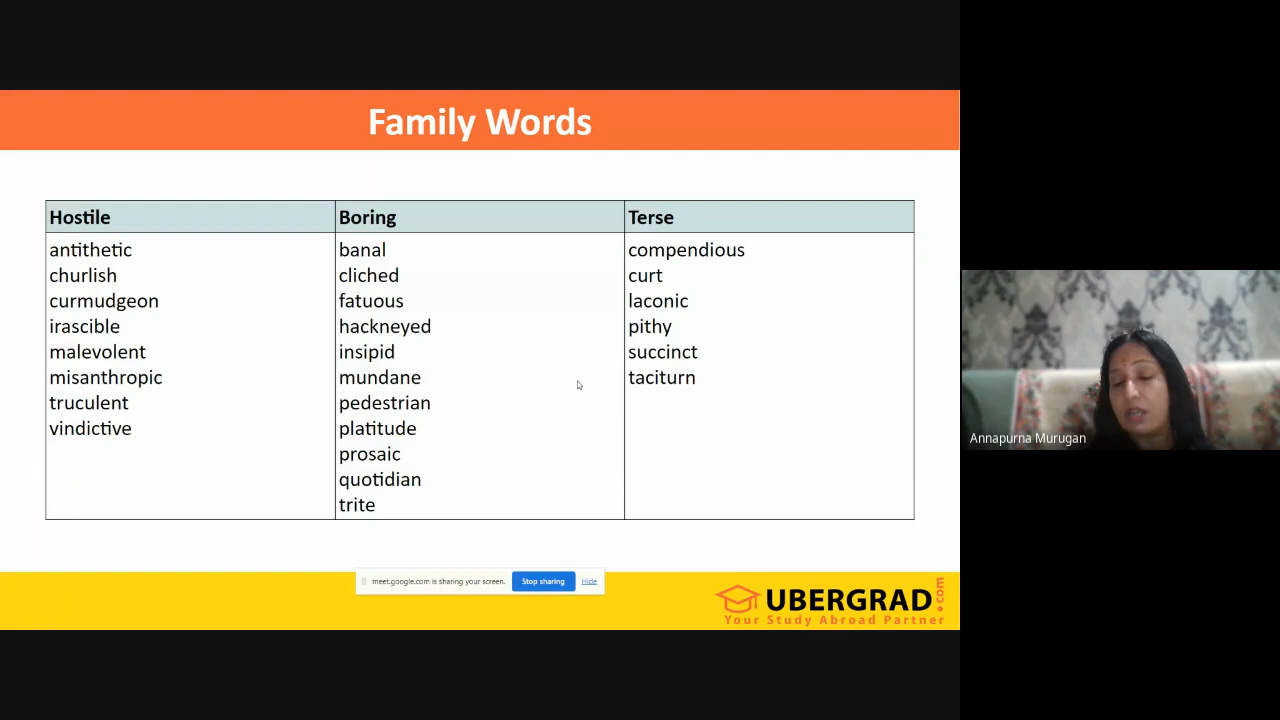 Family Words
Hostile
antithetic
churlish
curmudgeon
irascible
malevolent
misanthropic
truculent
vindictive
Boring
banal
cliched
fatuous
hackneyed
insipid
mundane
pedestrian
platitude
prosaic
quotidian
trite
Terse
compendious
curt
laconic
pithy
succinct
taciturn
meet.google.com is sharing your screen. Stop sharing Hide
UBERGRAD.com
Your Study Abroad Partner
Annapurna Murugan